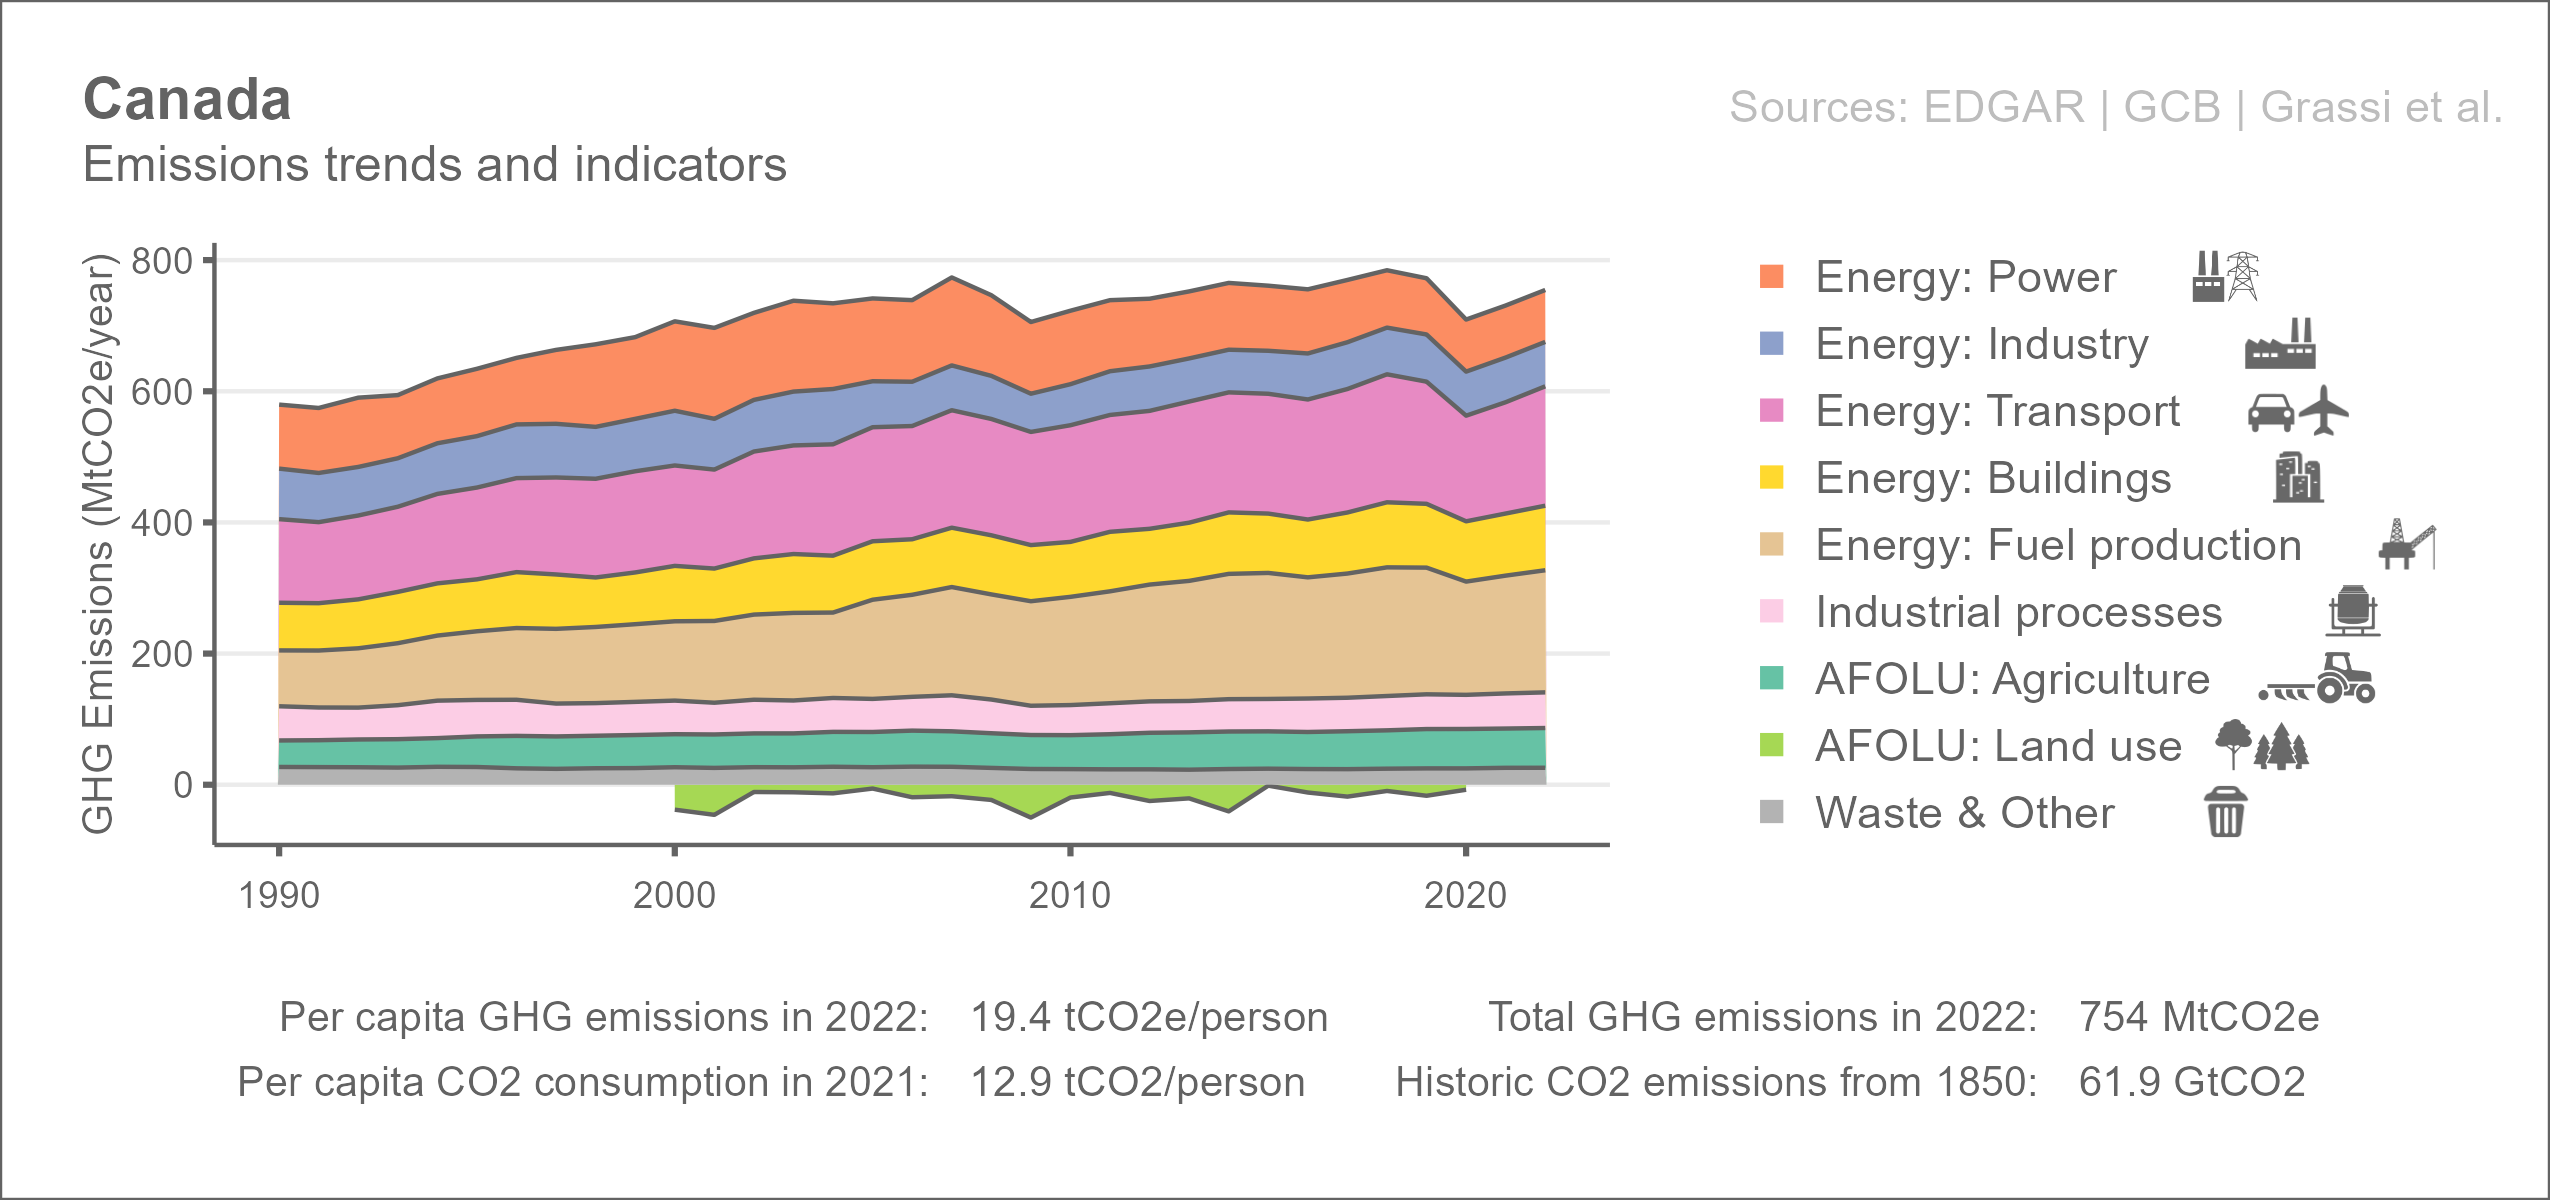 Canada
Sources: EDGAR | GCB | Grassi et al.
Emissions trends and indicators
GHG Emissions (MtCO2e/year)
800
600
400
200
0
1990
2000
2010
2020
Energy: Power
Energy: Industry
Energy: Transport
Energy: Buildings
Energy: Fuel production
Industrial processes
AFOLU: Agriculture
AFOLU: Land use
Waste & Other
Per capita GHG emissions in 2022: 19.4 tCO2e/person
Total GHG emissions in 2022: 754 MtCO2e
Per capita CO2 consumption in 2021: 12.9 tCO2/person
Historic CO2 emissions from 1850: 61.9 GtCO2